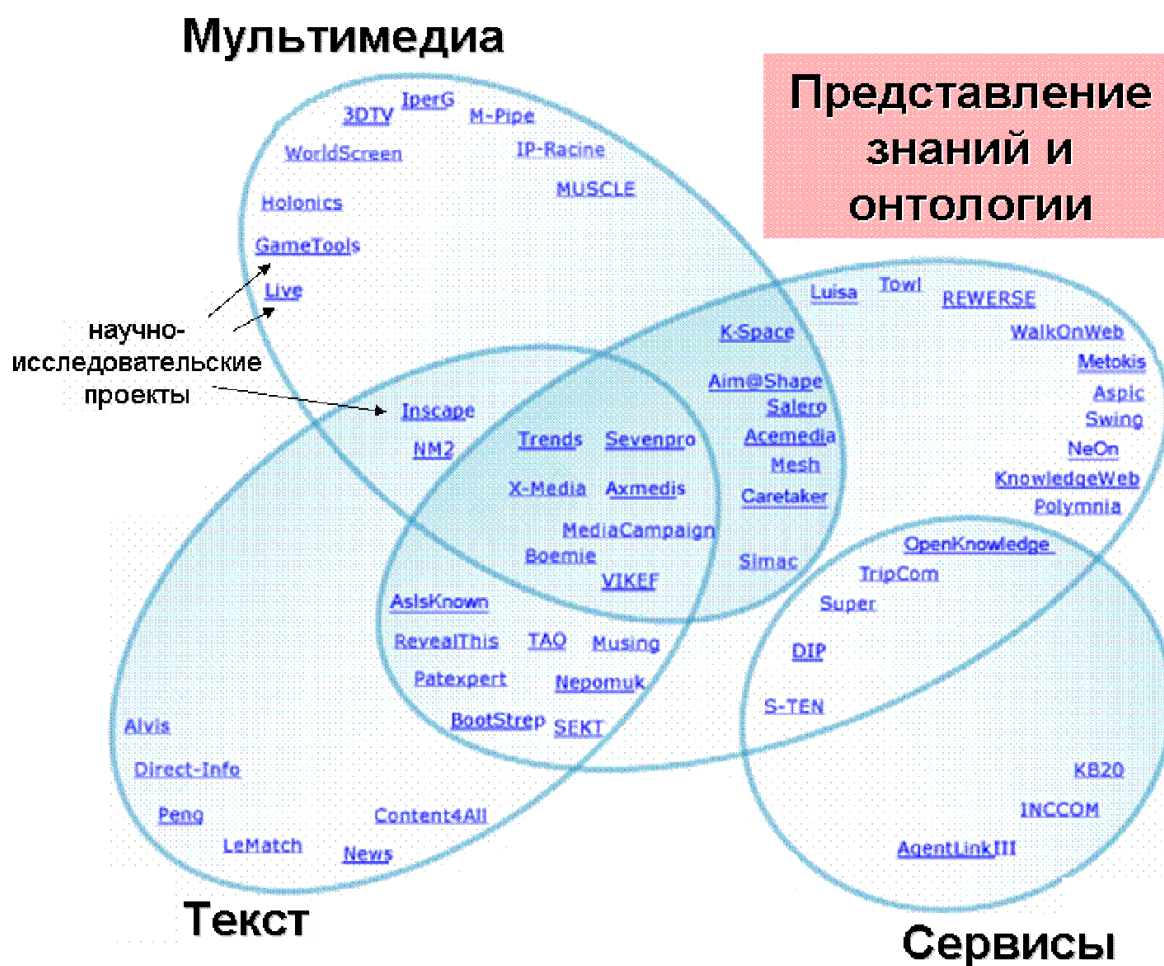 Мультимедиа
Представление
знаний и
онтологии
IperG
3DTV
M-Pipe
WorldScreen
IP-Racine
MUSCLE
Holonics
GameTools
Live
научно-
исследовательские
проекты
Luisa
Towl
REWERSE
K-Space
WalkOnWeb
Metokis
Aim@Shape
Aspic
Salero
Swing
Inscape
Acemedia
NM2
Trends
Sevenpro
NeOn
Mesh
KnowledgeWeb
X-Media
Axmedis
Caretaker
Polymnia
MediaCampaign
OpenKnowledge
Boemie
Simac
TripCom
VIKEF
AsIsKnown
Super
RevealThis
TAO
Musing
DIP
Patexpert
Nepomuk
S-TEN
BootStrep
SEKT
Alvis
Direct-Info
KB20
Peng
Content4All
INCCOM
LeMatch
News
AgentLinkIII
Текст
Сервисы